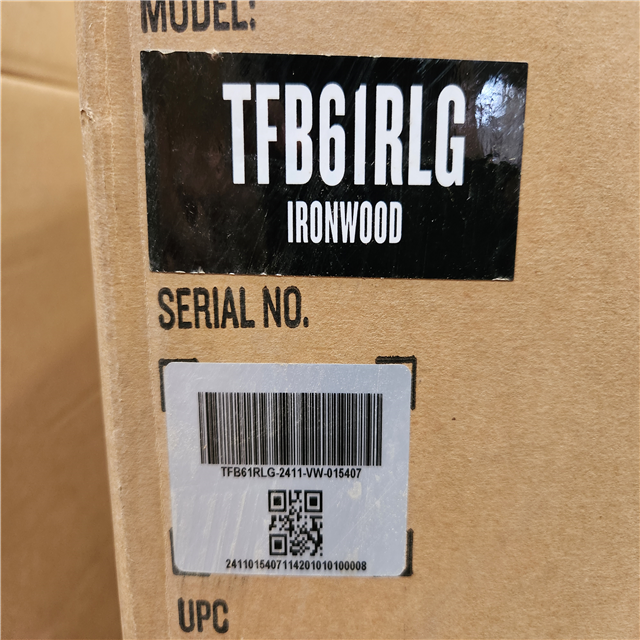 MODEL:
TFB61RLG
IRONWOOD
SERIAL NO.
TFB61RLG-2411-VW-015407
2411015407114201010100008
UPC